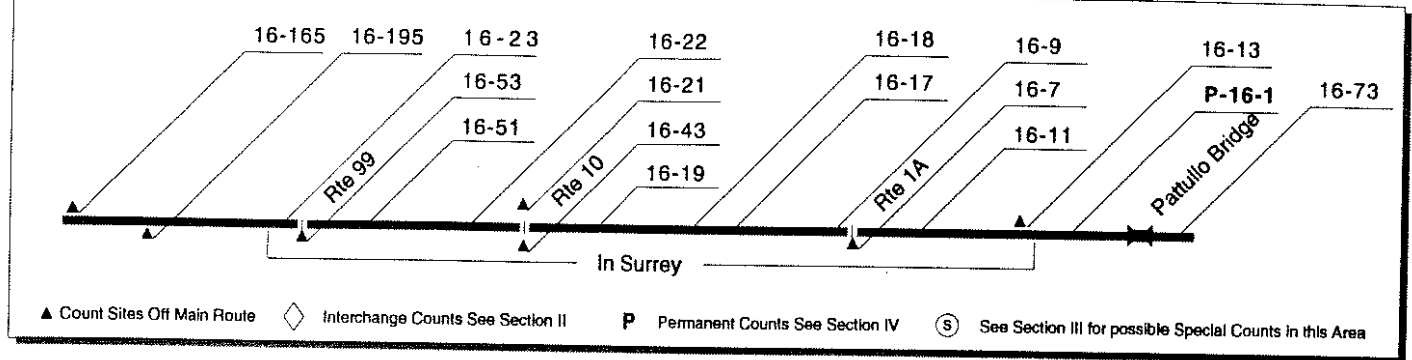 16-165
16-195
16-23
16-22
16-18
16-9
16-13
16-53
16-21
16-17
16-7
P-16-1
16-73
16-51
16-43
16-11
16-19
Rte 99
Rte 10
Rte 1A
Pattullo Bridge
In Surrey
▲ Count Sites Off Main Route ◇ Interchange Counts See Section II P Permanent Counts See Section IV Ⓢ See Section III for possible Special Counts in this Area